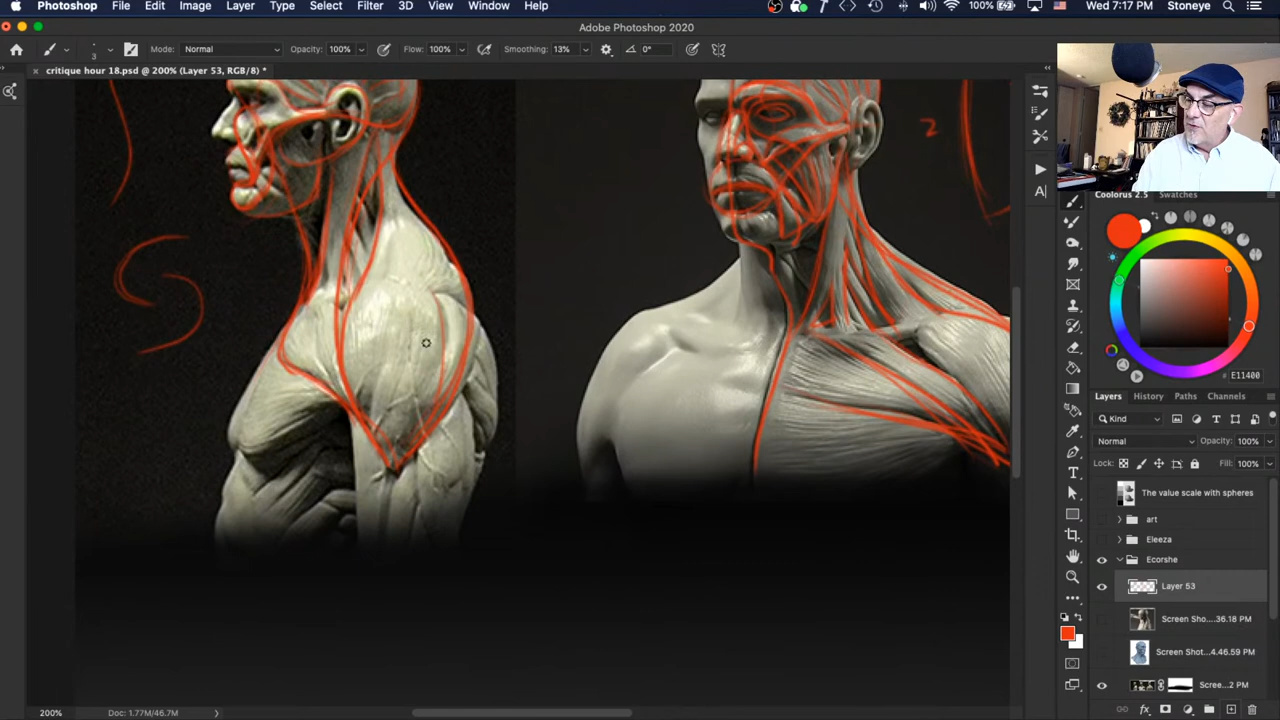 Photoshop File Edit Image Layer Type Select Filter 3D View Window Help 100% Wed 7:17 PM Stoneye
Adobe Photoshop 2020
Mode: Normal Opacity: 100% Flow: 100% Smoothing: 13% 0°
3
critique hour 18.psd @ 200% (Layer 53, RGB/8) *
2
S
Coloros 2.5 Swatches
# E11400
Layers History Paths Channels
Kind
Normal Opacity: 100%
Lock: Fill: 100%
The value scale with spheres
art
Eleeza
Ecorshe
Layer 53
Screen Sho....36.18 PM
Screen Shot...4.46.59 PM
Scree...2 PM
200% Doc: 1.77M/46.7M
fx